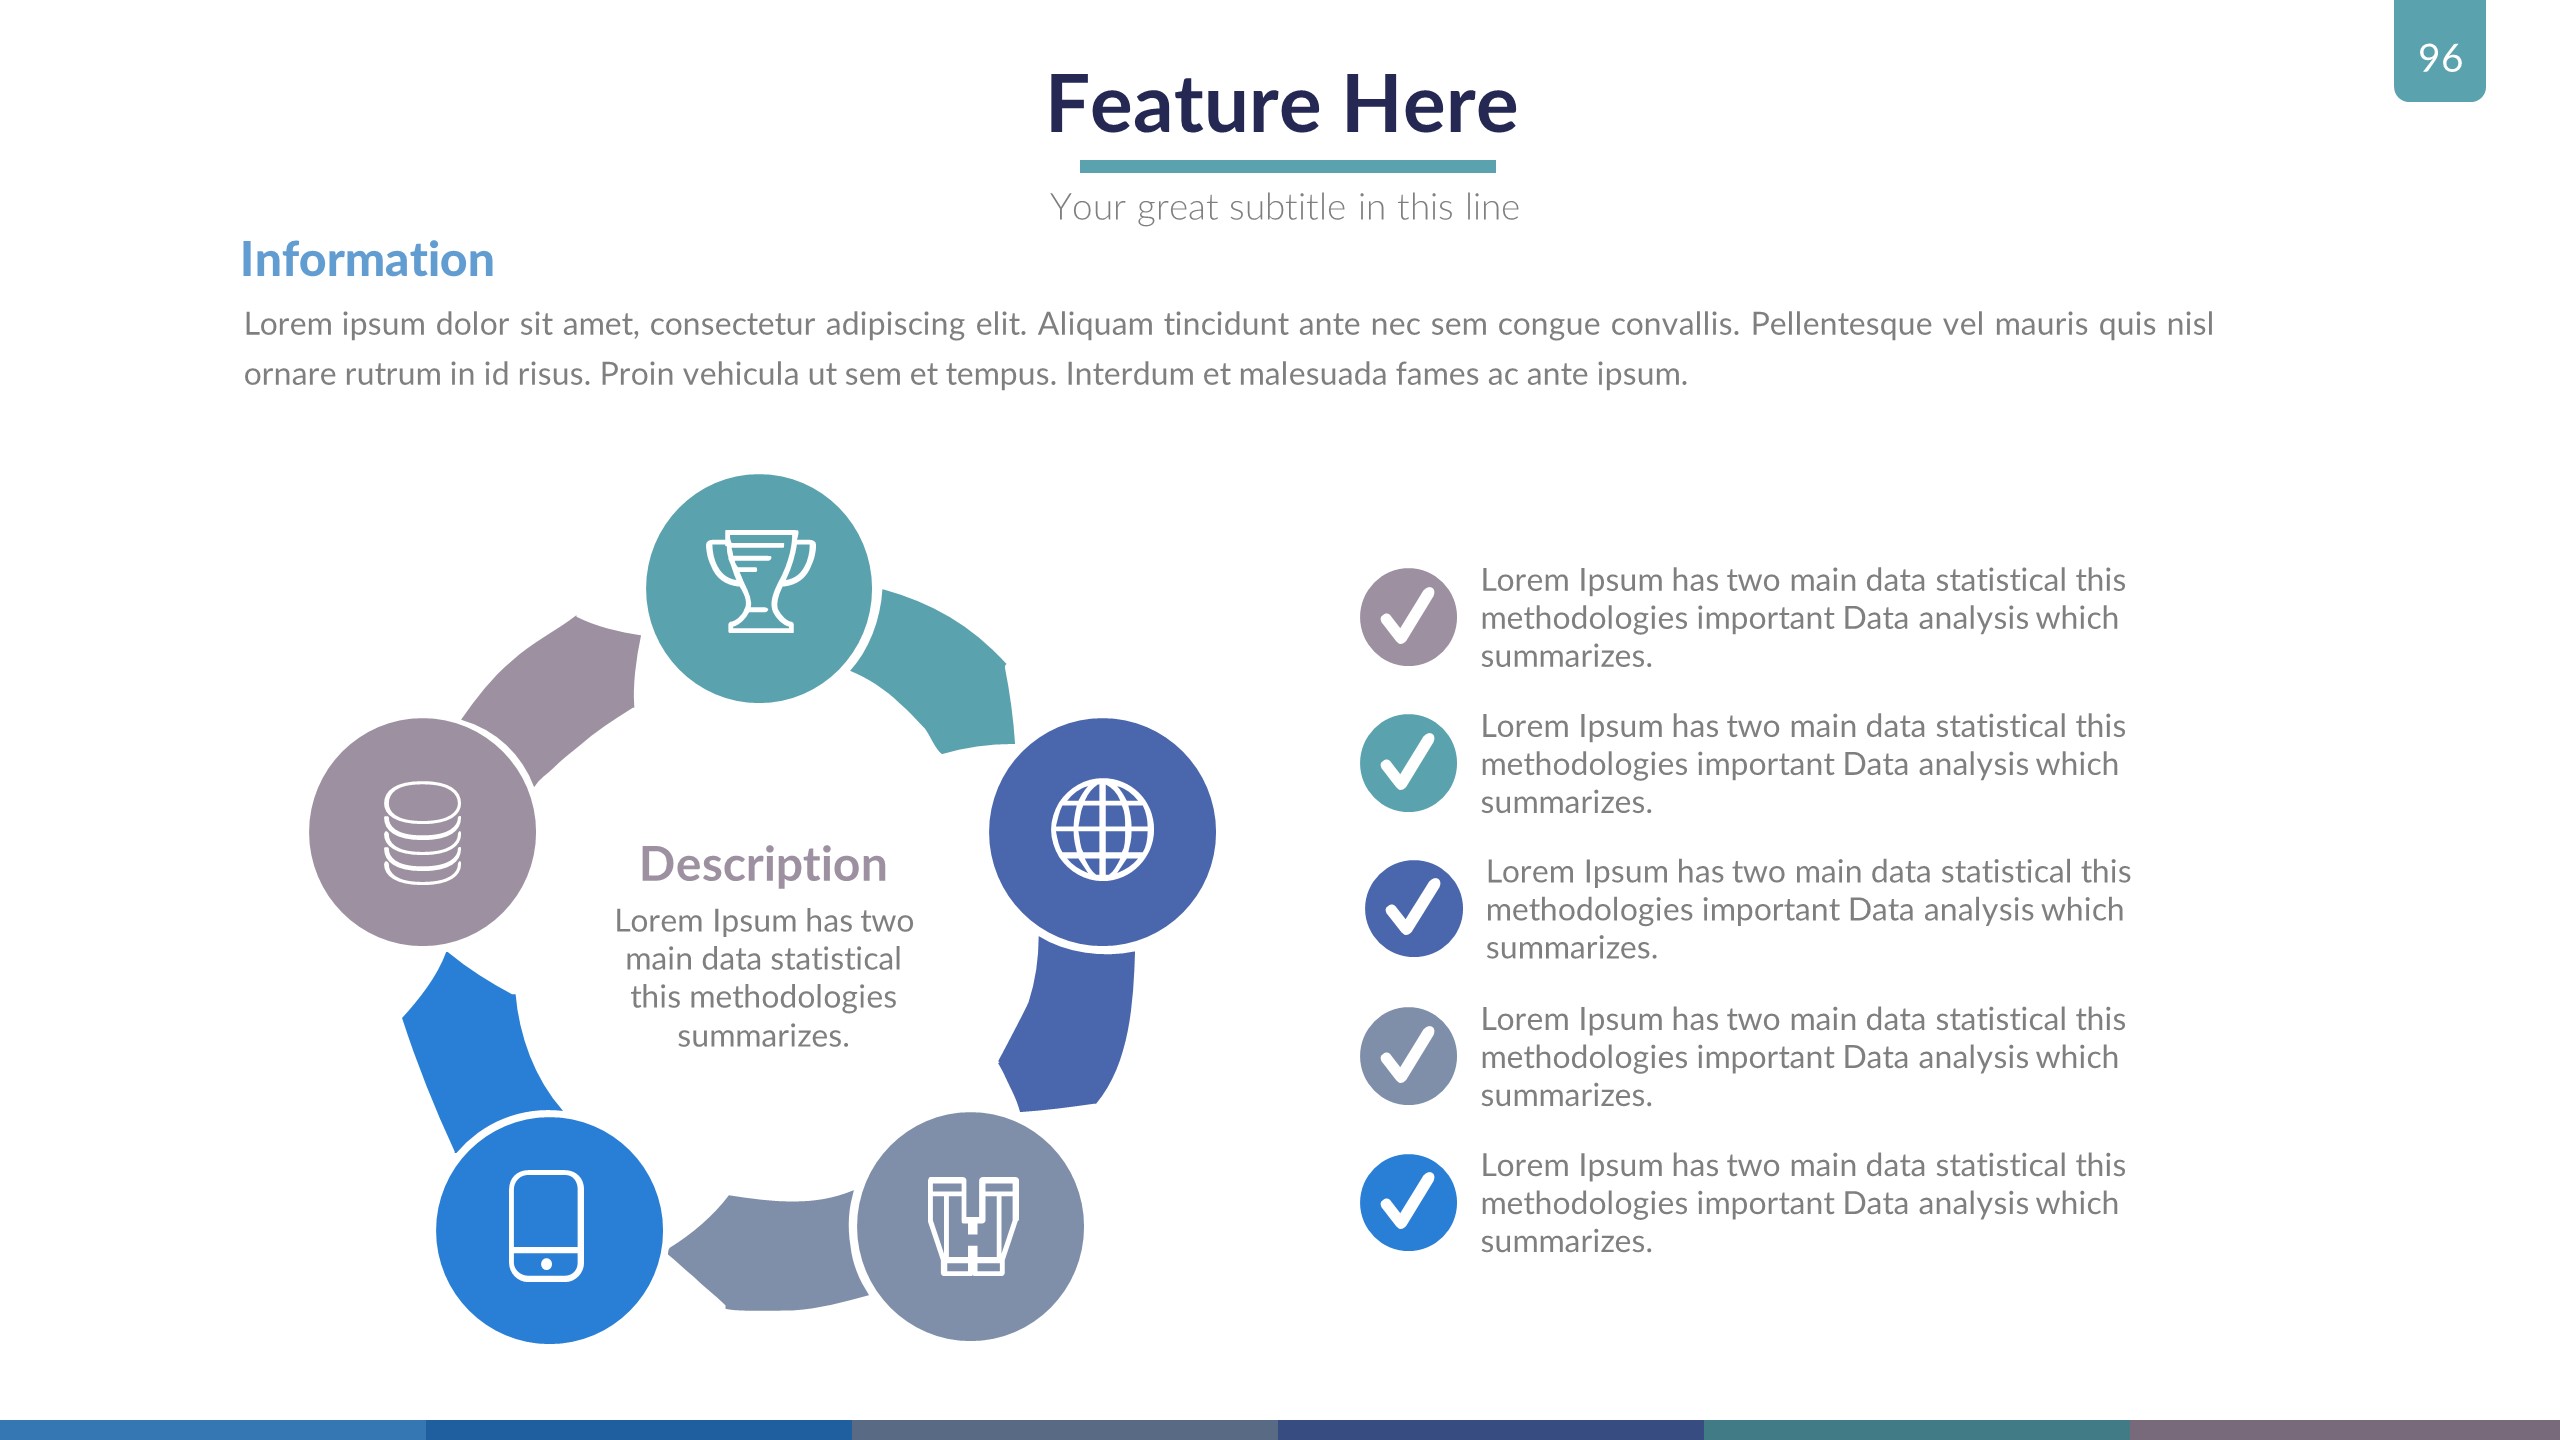 96
Feature Here
Your great subtitle in this line
Information
Lorem ipsum dolor sit amet, consectetur adipiscing elit. Aliquam tincidunt ante nec sem congue convallis. Pellentesque vel mauris quis nisl
ornare rutrum in id risus. Proin vehicula ut sem et tempus. Interdum et malesuada fames ac ante ipsum.
Description
Lorem Ipsum has two
main data statistical
this methodologies
summarizes.
Lorem Ipsum has two main data statistical this
methodologies important Data analysis which
summarizes.
Lorem Ipsum has two main data statistical this
methodologies important Data analysis which
summarizes.
Lorem Ipsum has two main data statistical this
methodologies important Data analysis which
summarizes.
Lorem Ipsum has two main data statistical this
methodologies important Data analysis which
summarizes.
Lorem Ipsum has two main data statistical this
methodologies important Data analysis which
summarizes.